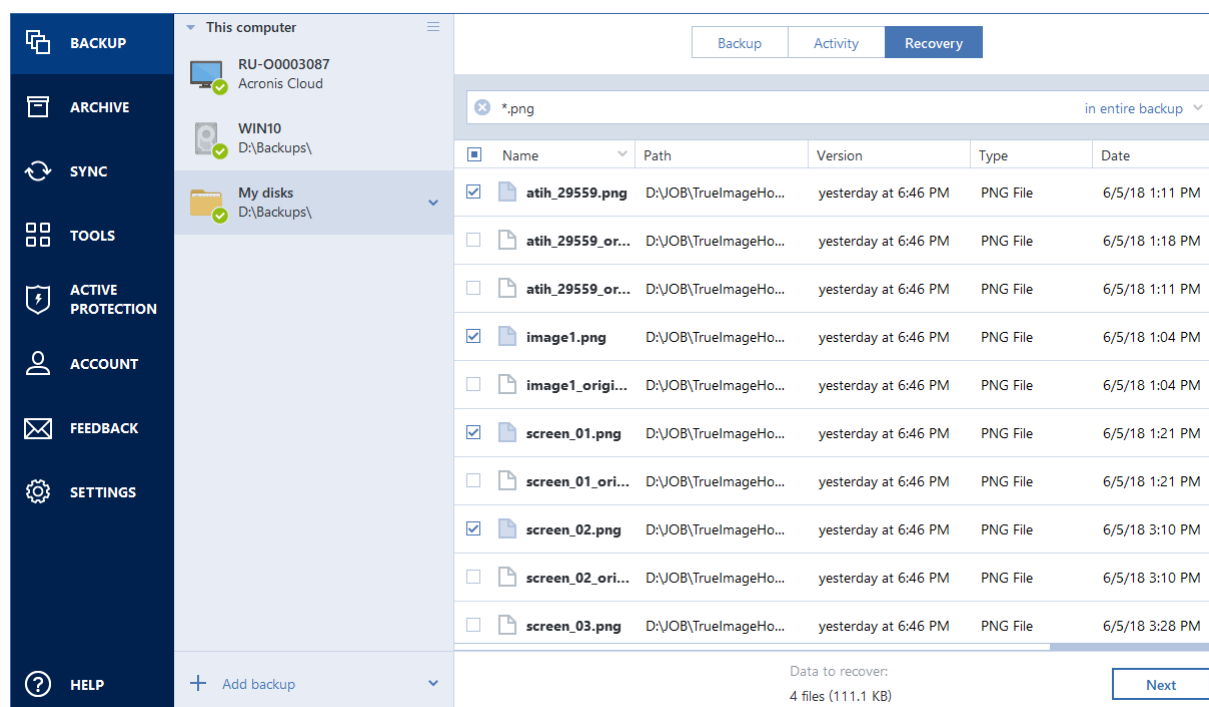 BACKUP
ARCHIVE
SYNC
TOOLS
ACTIVE
PROTECTION
ACCOUNT
FEEDBACK
SETTINGS
HELP
This computer
RU-O0003087
Acronis Cloud
WIN10
D:\Backups\
My disks
D:\Backups\
Add backup
Backup Activity Recovery
*.png in entire backup
Name Path Version Type Date
atih_29559.png D:\JOB\TrueImageHo... yesterday at 6:46 PM PNG File 6/5/18 1:11 PM
atih_29559_or... D:\JOB\TrueImageHo... yesterday at 6:46 PM PNG File 6/5/18 1:18 PM
atih_29559_or... D:\JOB\TrueImageHo... yesterday at 6:46 PM PNG File 6/5/18 1:11 PM
image1.png D:\JOB\TrueImageHo... yesterday at 6:46 PM PNG File 6/5/18 1:04 PM
image1_origi... D:\JOB\TrueImageHo... yesterday at 6:46 PM PNG File 6/5/18 1:04 PM
screen_01.png D:\JOB\TrueImageHo... yesterday at 6:46 PM PNG File 6/5/18 1:21 PM
screen_01_ori... D:\JOB\TrueImageHo... yesterday at 6:46 PM PNG File 6/5/18 1:21 PM
screen_02.png D:\JOB\TrueImageHo... yesterday at 6:46 PM PNG File 6/5/18 3:10 PM
screen_02_ori... D:\JOB\TrueImageHo... yesterday at 6:46 PM PNG File 6/5/18 3:10 PM
screen_03.png D:\JOB\TrueImageHo... yesterday at 6:46 PM PNG File 6/5/18 3:28 PM
Data to recover:
4 files (111.1 KB)
Next